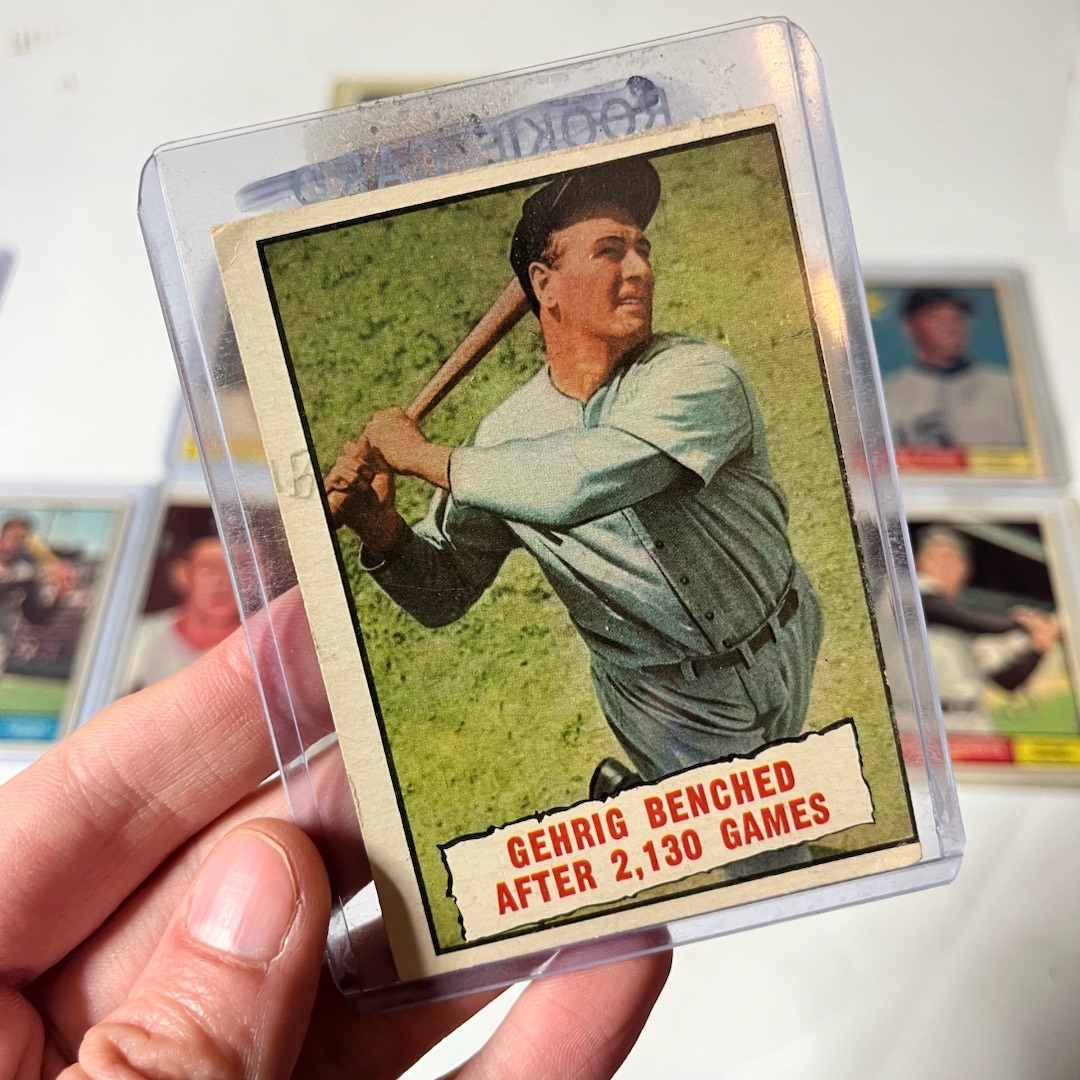 ROOKIE CARD
GEHRIG BENCHED
AFTER 2,130 GAMES